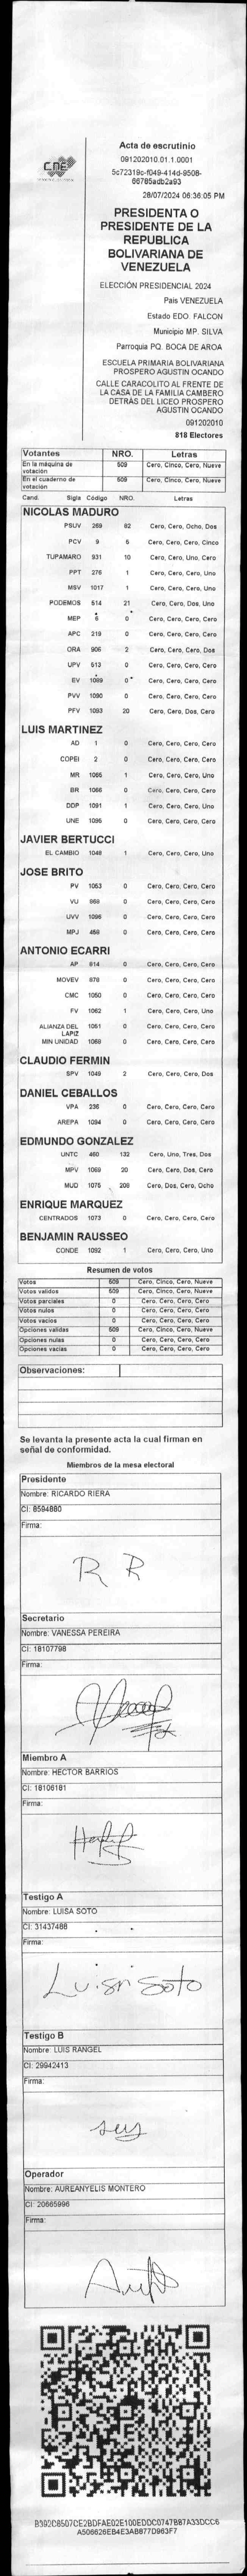 CNE
Acta de escrutinio
091202010.01.1.0001
5c72319c-f049-414d-9508-
66785adb2a93
28/07/2024 06:36:05 PM
PRESIDENTA O
PRESIDENTE DE LA
REPUBLICA
BOLIVARIANA DE
VENEZUELA
ELECCIÓN PRESIDENCIAL 2024
País VENEZUELA
Estado EDO. FALCON
Municipio MP. SILVA
Parroquia PQ. BOCA DE AROA
ESCUELA PRIMARIA BOLIVARIANA
PROSPERO AGUSTIN OCANDO
CALLE CARACOLITO AL FRENTE DE
LA CASA DE LA FAMILIA CAMBERO
DETRÁS DEL LICEO PROSPERO
AGUSTIN OCANDO
091202010
818 Electores
Votantes NRO. Letras
En la máquina de votación 509 Cero, Cinco, Cero, Nueve
En el cuaderno de votación 509 Cero, Cinco, Cero, Nueve
Cand. Sigla Código NRO. Letras
NICOLAS MADURO
PSUV 269 82 Cero, Cero, Ocho, Dos
PCV 9 5 Cero, Cero, Cero, Cinco
TUPAMARO 931 10 Cero, Cero, Uno, Cero
PPT 276 1 Cero, Cero, Cero, Uno
MSV 1017 1 Cero, Cero, Cero, Uno
PODEMOS 514 21 Cero, Cero, Dos, Uno
MEP 6 0 Cero, Cero, Cero, Cero
APC 219 0 Cero, Cero, Cero, Cero
ORA 906 2 Cero, Cero, Cero, Dos
UPV 513 0 Cero, Cero, Cero, Cero
EV 1089 0 Cero, Cero, Cero, Cero
PVV 1090 0 Cero, Cero, Cero, Cero
PFV 1093 20 Cero, Cero, Dos, Cero
LUIS MARTINEZ
AD 1 0 Cero, Cero, Cero, Cero
COPEI 2 0 Cero, Cero, Cero, Cero
MR 1065 1 Cero, Cero, Cero, Uno
BR 1066 0 Cero, Cero, Cero, Cero
DDP 1091 1 Cero, Cero, Cero, Uno
UNE 1095 0 Cero, Cero, Cero, Cero
JAVIER BERTUCCI
EL CAMBIO 1048 1 Cero, Cero, Cero, Uno
JOSE BRITO
PV 1053 0 Cero, Cero, Cero, Cero
VU 868 0 Cero, Cero, Cero, Cero
UVV 1096 0 Cero, Cero, Cero, Cero
MPJ 458 0 Cero, Cero, Cero, Cero
ANTONIO ECARRI
AP 914 0 Cero, Cero, Cero, Cero
MOVEV 878 0 Cero, Cero, Cero, Cero
CMC 1050 0 Cero, Cero, Cero, Cero
FV 1062 1 Cero, Cero, Cero, Uno
ALIANZA DEL LAPIZ 1051 0 Cero, Cero, Cero, Cero
MIN UNIDAD 1068 0 Cero, Cero, Cero, Cero
CLAUDIO FERMIN
SPV 1049 2 Cero, Cero, Cero, Dos
DANIEL CEBALLOS
VPA 236 0 Cero, Cero, Cero, Cero
AREPA 1094 0 Cero, Cero, Cero, Cero
EDMUNDO GONZALEZ
UNTC 460 132 Cero, Uno, Tres, Dos
MPV 1069 20 Cero, Cero, Dos, Cero
MUD 1075 208 Cero, Dos, Cero, Ocho
ENRIQUE MARQUEZ
CENTRADOS 1073 0 Cero, Cero, Cero, Cero
BENJAMIN RAUSSEO
CONDE 1092 1 Cero, Cero, Cero, Uno
Resumen de votos
Votos 509 Cero, Cinco, Cero, Nueve
Votos validos 509 Cero, Cinco, Cero, Nueve
Votos parciales 0 Cero, Cero, Cero, Cero
Votos nulos 0 Cero, Cero, Cero, Cero
Votos vacios 0 Cero, Cero, Cero, Cero
Opciones validas 509 Cero, Cinco, Cero, Nueve
Opciones nulas 0 Cero, Cero, Cero, Cero
Opciones vacías 0 Cero, Cero, Cero, Cero
Observaciones:
Se levanta la presente acta la cual firman en
señal de conformidad.
Miembros de la mesa electoral
Presidente
Nombre: RICARDO RIERA
CI: 8594880
Firma:
R R
Secretario
Nombre: VANESSA PEREIRA
CI: 18107798
Firma:
Miembro A
Nombre: HECTOR BARRIOS
CI: 16106181
Firma:
Testigo A
Nombre: LUISA SOTO
CI: 31437488
Firma:
Luisa Soto
Testigo B
Nombre: LUIS RANGEL
CI: 29942413
Firma:
Operador
Nombre: AUREANYELIS MONTERO
CI: 20665996
Firma:
B392C8507CE2BDFAE02E100EDDC0747B87A33DCC6
A506626EB4E3AB877D963F7